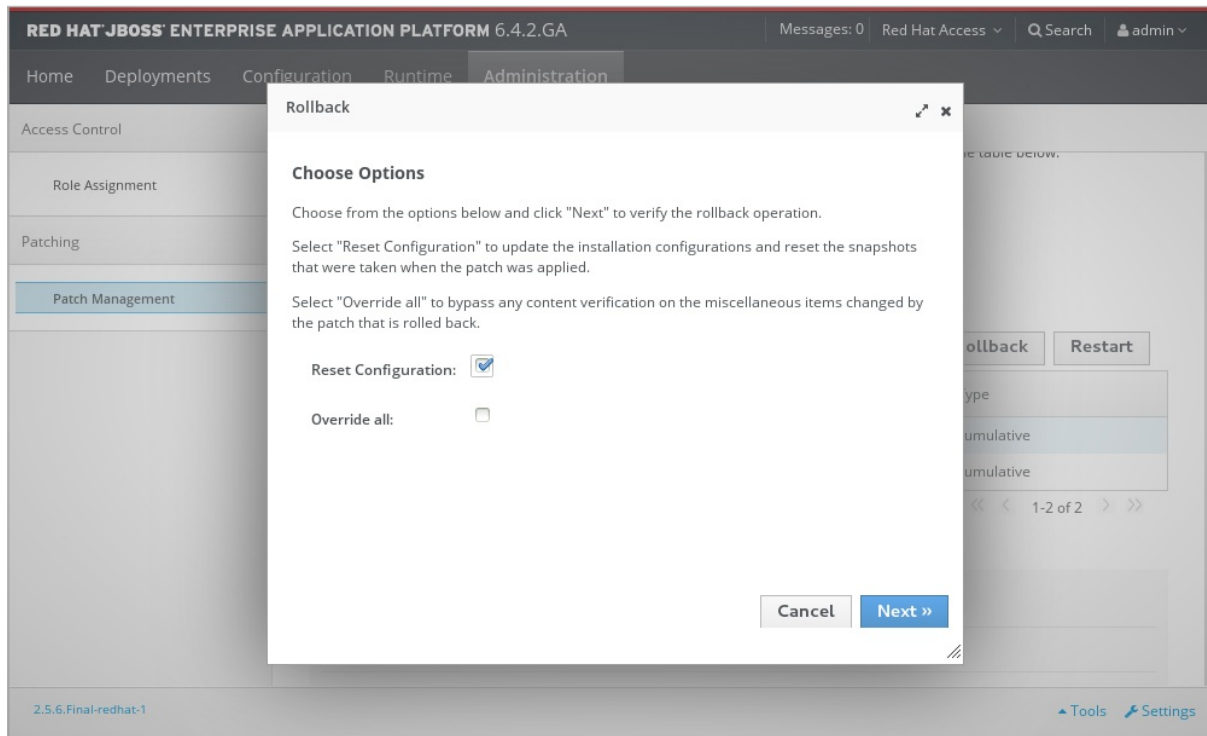 RED HAT JBOSS ENTERPRISE APPLICATION PLATFORM 6.4.2.GA
Messages: 0
Red Hat Access
Search
admin
Home
Deployments
Configuration
Runtime
Administration
Access Control
Role Assignment
Patching
Patch Management
Rollback
Choose Options
Choose from the options below and click "Next" to verify the rollback operation.
Select "Reset Configuration" to update the installation configurations and reset the snapshots
that were taken when the patch was applied.
Select "Override all" to bypass any content verification on the miscellaneous items changed by
the patch that is rolled back.
Reset Configuration:
Override all:
Cancel
Next »
table below.
ollback
Restart
ype
umulative
umulative
1-2 of 2
2.5.6.Final-redhat-1
Tools
Settings